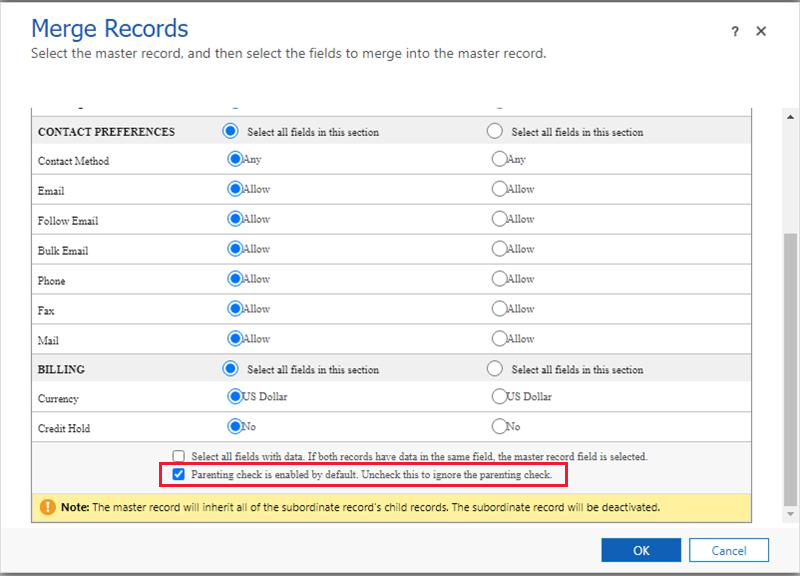 Merge Records
?
Select the master record, and then select the fields to merge into the master record.
CONTACT PREFERENCES Select all fields in this section Select all fields in this section
Contact Method Any Any
Email Allow Allow
Follow Email Allow Allow
Bulk Email Allow Allow
Phone Allow Allow
Fax Allow Allow
Mail Allow Allow
BILLING Select all fields in this section Select all fields in this section
Currency US Dollar US Dollar
Credit Hold No No
Select all fields with data. If both records have data in the same field, the master record field is selected.
Parenting check is enabled by default. Uncheck this to ignore the parenting check.
Note: The master record will inherit all of the subordinate record's child records. The subordinate record will be deactivated.
OK Cancel